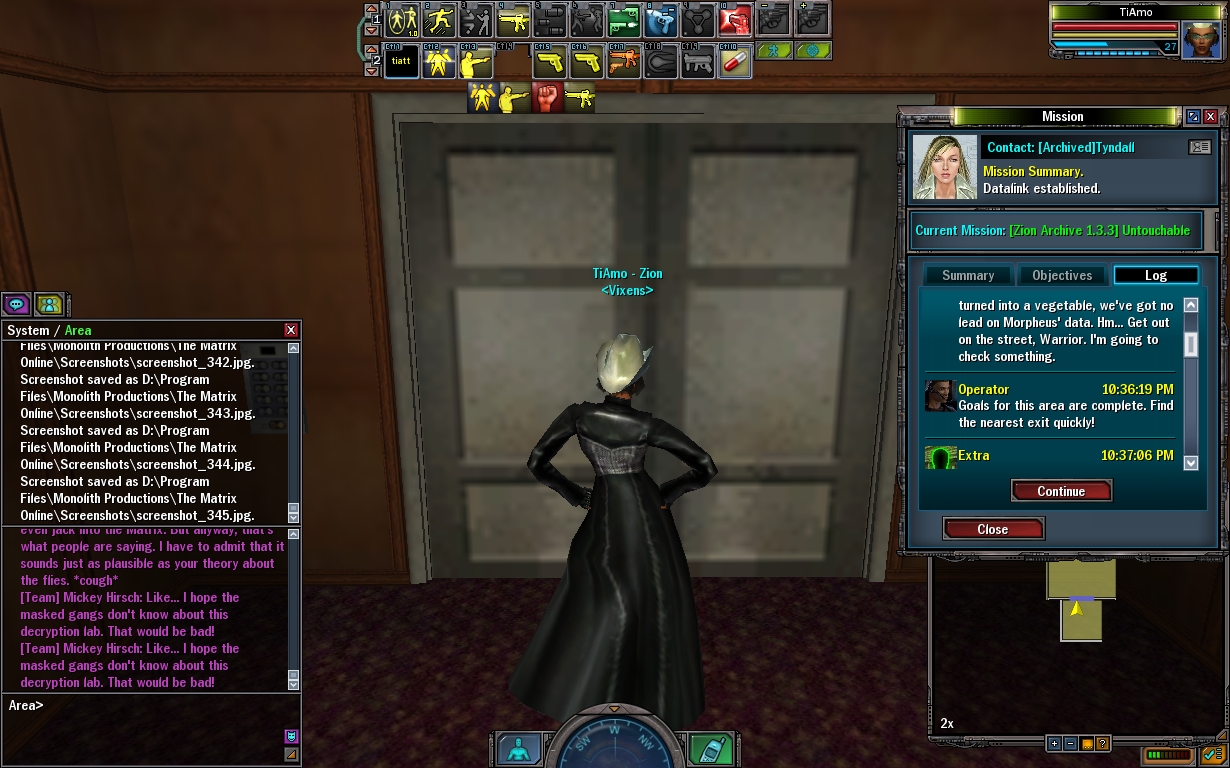 TiAmo
27
1
1.0
2
tiatt
Mission
Contact: [Archived]Tyndall
Mission Summary.
Datalink established.
Current Mission: [Zion Archive 1.3.3] Untouchable
Summary
Objectives
Log
turned into a vegetable, we've got no
lead on Morpheus' data. Hm... Get out
on the street, Warrior. I'm going to
check something.
Operator 10:36:19 PM
Goals for this area are complete. Find
the nearest exit quickly!
Extra 10:37:06 PM
Continue
Close
TiAmo - Zion
<Vixens>
System / Area
Files\Monolith Productions\The Matrix
Online\Screenshots\screenshot_342.jpg.
Screenshot saved as D:\Program
Files\Monolith Productions\The Matrix
Online\Screenshots\screenshot_343.jpg.
Screenshot saved as D:\Program
Files\Monolith Productions\The Matrix
Online\Screenshots\screenshot_344.jpg.
Screenshot saved as D:\Program
Files\Monolith Productions\The Matrix
Online\Screenshots\screenshot_345.jpg.
even jack into the Matrix. But anyway, that's
what people are saying. I have to admit that it
sounds just as plausible as your theory about
the flies. *cough*
[Team] Mickey Hirsch: Like... I hope the
masked gangs don't know about this
decryption lab. That would be bad!
[Team] Mickey Hirsch: Like... I hope the
masked gangs don't know about this
decryption lab. That would be bad!
Area>
SW
W
NW
2x